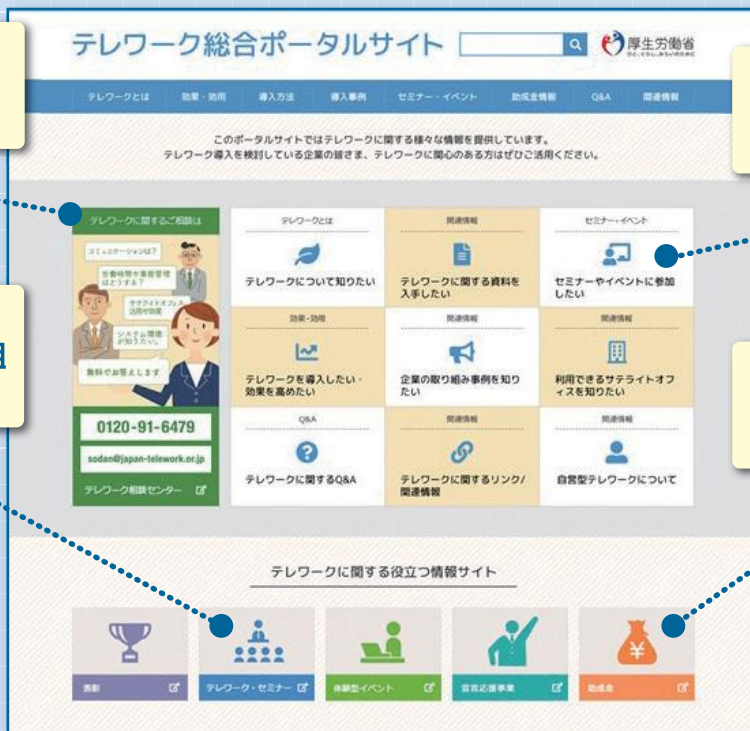 テレワーク総合ポータルサイト
厚生労働省
ひと、くらし、みらいのために
テレワークとは
効果・効用
導入方法
導入事例
セミナー・イベント
助成金情報
Q&A
関連情報
このポータルサイトではテレワークに関する様々な情報を提供しています。
テレワーク導入を検討している企業の皆さま、テレワークに関心のある方はぜひご活用ください。
テレワークに関するご相談は
コミュニケーションは?
労働時間や業務管理
はどうする?
サテライトオフィス
活用や効果
システム環境
が知りたい。
無料でお答えします
0120-91-6479
sodan@japan-telework.or.jp
テレワーク相談センター
テレワークとは
テレワークについて知りたい
関連情報
テレワークに関する資料を
入手したい
セミナー・イベント
セミナーやイベントに参加
したい
効果・効用
テレワークを導入したい・
効果を高めたい
関連情報
企業の取り組み事例を知り
たい
関連情報
利用できるサテライトオフ
ィスを知りたい
Q&A
テレワークに関するQ&A
関連情報
テレワークに関するリンク/
関連情報
関連情報
自営型テレワークについて
テレワークに関する役立つ情報サイト
表彰
テレワーク・セミナー
体験型イベント
宣言応援事業
助成金